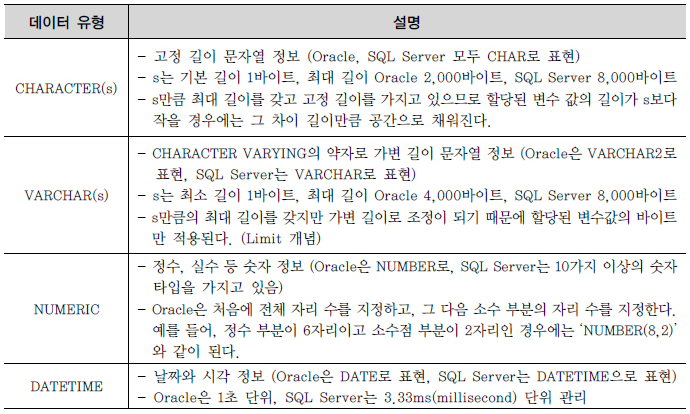 데이터 유형
설명
CHARACTER(s)
- 고정 길이 문자열 정보 (Oracle, SQL Server 모두 CHAR로 표현)
- s는 기본 길이 1바이트, 최대 길이 Oracle 2,000바이트, SQL Server 8,000바이트
- s만큼 최대 길이를 갖고 고정 길이를 가지고 있으므로 할당된 변수 값의 길이가 s보다
작을 경우에는 그 차이 길이만큼 공간으로 채워진다.
VARCHAR(s)
- CHARACTER VARYING의 약자로 가변 길이 문자열 정보 (Oracle은 VARCHAR2로
표현, SQL Server는 VARCHAR로 표현)
- s는 최소 길이 1바이트, 최대 길이 Oracle 4,000바이트, SQL Server 8,000바이트
- s만큼의 최대 길이를 갖지만 가변 길이로 조정이 되기 때문에 할당된 변수값의 바이트
만 적용된다. (Limit 개념)
NUMERIC
- 정수, 실수 등 숫자 정보 (Oracle은 NUMBER로, SQL Server는 10가지 이상의 숫자
타입을 가지고 있음)
- Oracle은 처음에 전체 자리 수를 지정하고, 그 다음 소수 부분의 자리 수를 지정한다.
예를 들어, 정수 부분이 6자리이고 소수점 부분이 2자리인 경우에는 'NUMBER(8,2)'
와 같이 된다.
DATETIME
- 날짜와 시각 정보 (Oracle은 DATE로 표현, SQL Server는 DATETIME으로 표현)
- Oracle은 1초 단위, SQL Server는 3.33ms(millisecond) 단위 관리